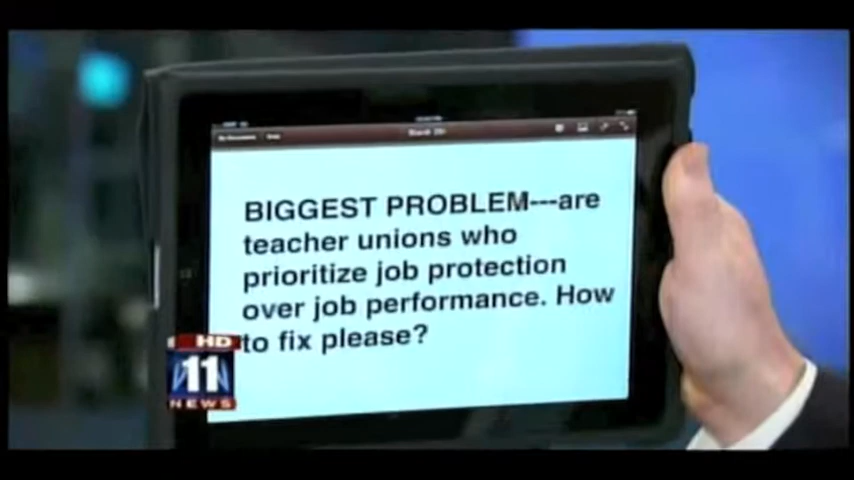 BIGGEST PROBLEM---are
teacher unions who
prioritize job protection
over job performance. How
to fix please?
HD
11
NEWS